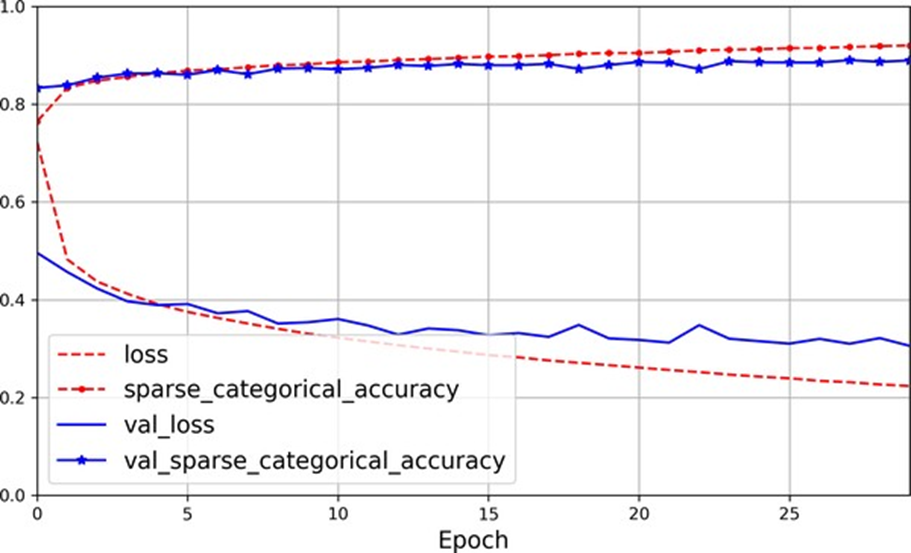 1.0
0.8
0.6
0.4
0.2
0.0
loss
sparse_categorical_accuracy
val_loss
val_sparse_categorical_accuracy
0 5 10 15 20 25
Epoch